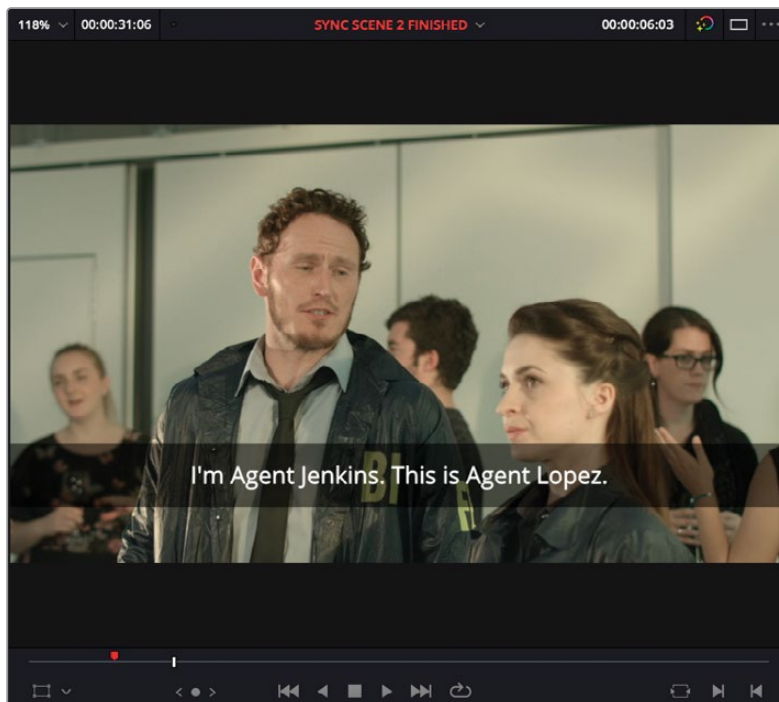 118% 00:00:31:06 SYNC SCENE 2 FINISHED 00:00:06:03
I'm Agent Jenkins. This is Agent Lopez.
BI
F